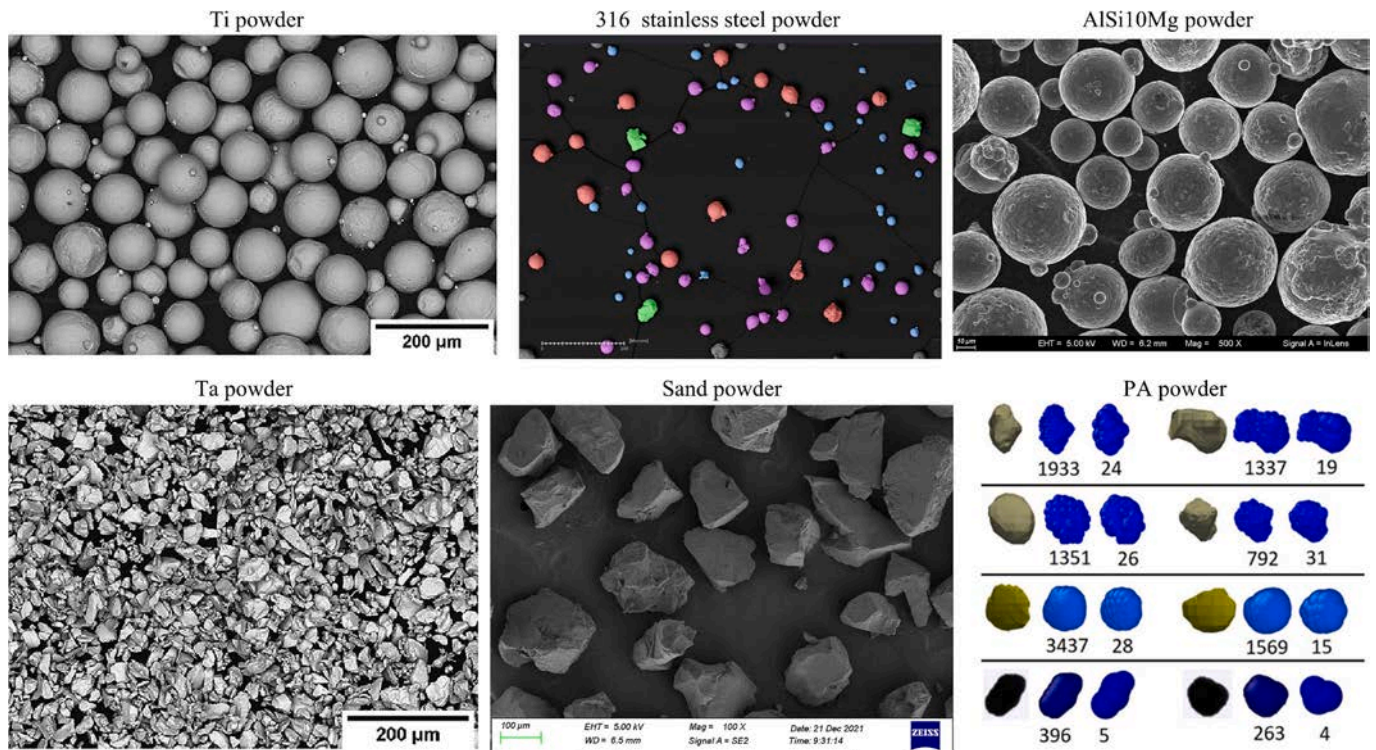 Ti powder
316 stainless steel powder
AlSi10Mg powder
200 µm
10 µm
EHT = 5.00 kV
WD = 6.2 mm
Mag = 500 X
Signal A = InLens
Ta powder
Sand powder
PA powder
200 µm
100 µm
EHT = 5.00 kV
Mag = 100 X
Date: 21 Dec 2021
WD = 6.5 mm
Signal A = SE2
Time: 9:31:14
ZEISS
1933 24 1337 19
1351 26 792 31
3437 28 1569 15
396 5 263 4